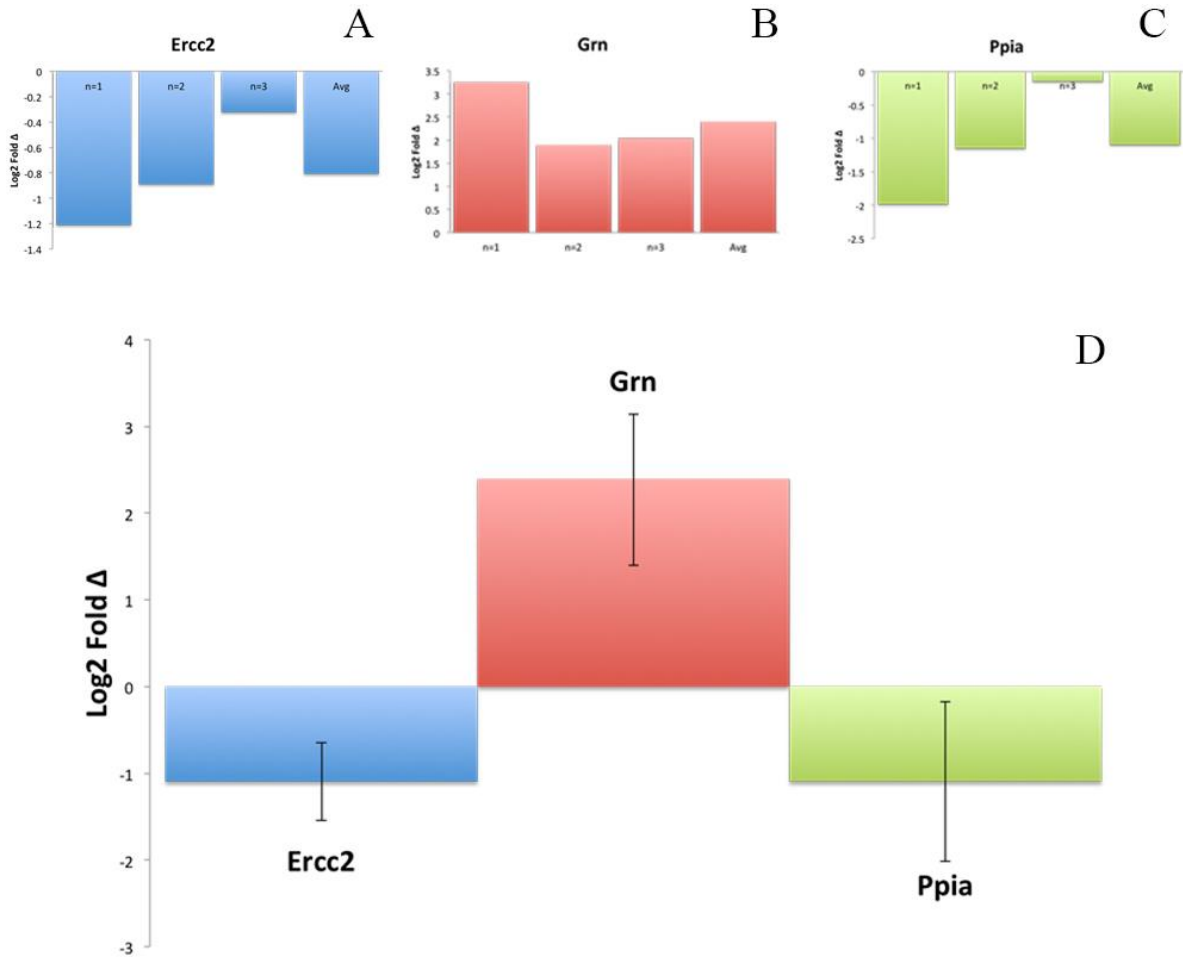 A
Ercc2
0
-0.2
-0.4
-0.6
-0.8
-1
-1.2
-1.4
Log2 Fold Δ
n=1 n=2 n=3 Avg
B
Grn
3.5
3
2.5
2
1.5
1
0.5
0
Log2 Fold Δ
n=1 n=2 n=3 Avg
C
Ppia
0
-0.5
-1
-1.5
-2
-2.5
Log2 Fold Δ
n=1 n=2 n=3 Avg
D
4
3
2
1
0
-1
-2
-3
Log2 Fold Δ
Grn
Ercc2
Ppia